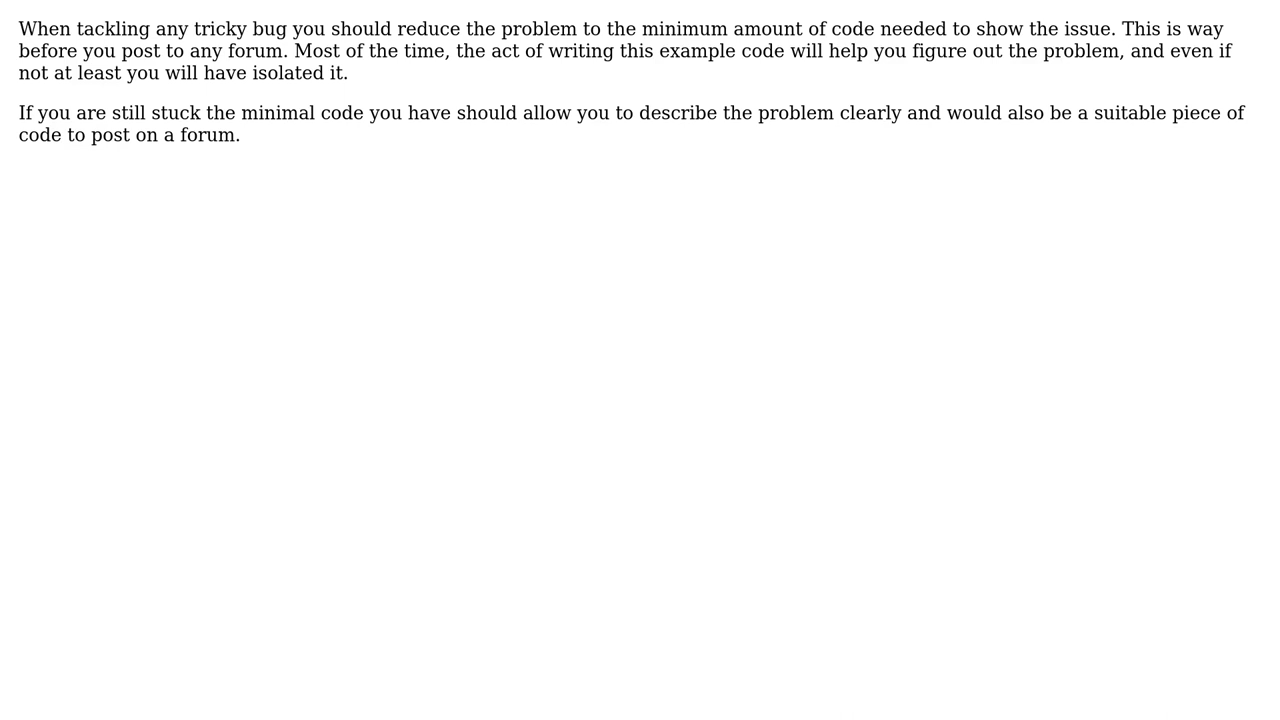 When tackling any tricky bug you should reduce the problem to the minimum amount of code needed to show the issue. This is way
before you post to any forum. Most of the time, the act of writing this example code will help you figure out the problem, and even if
not at least you will have isolated it.
If you are still stuck the minimal code you have should allow you to describe the problem clearly and would also be a suitable piece of
code to post on a forum.